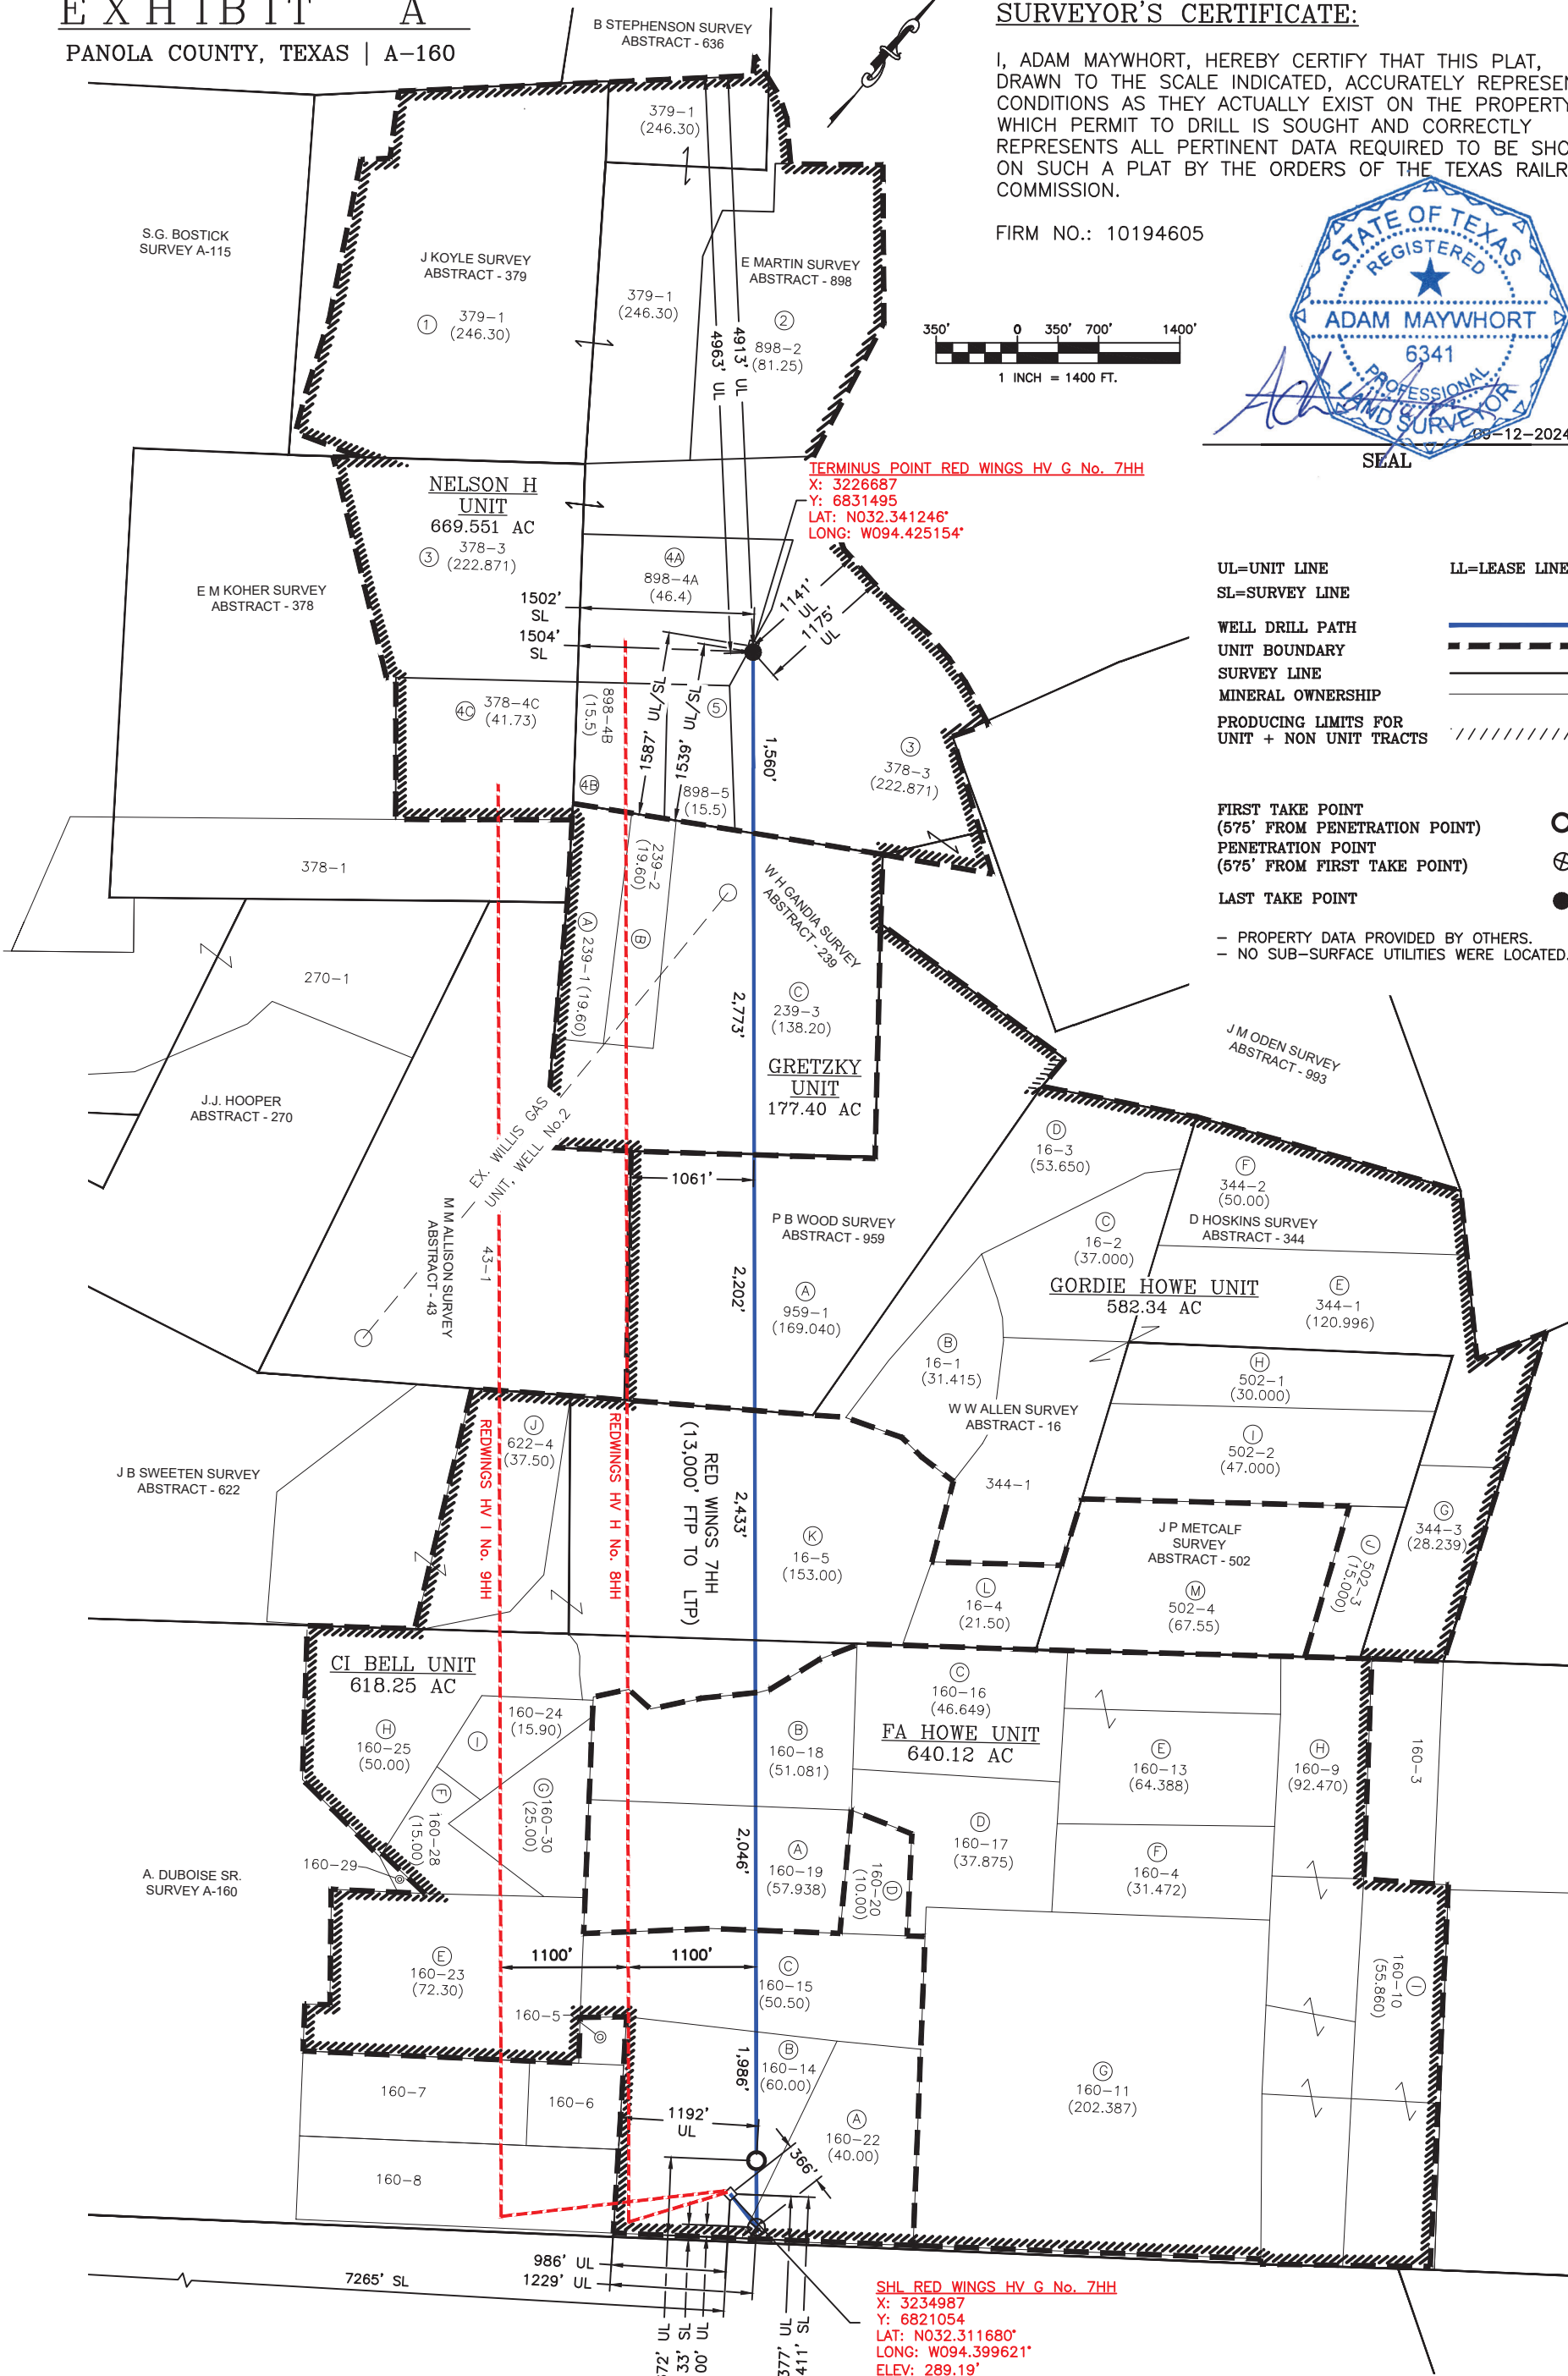 EXHIBIT A
PANOLA COUNTY, TEXAS | A-160
B STEPHENSON SURVEY
ABSTRACT - 636
SURVEYOR'S CERTIFICATE:
I, ADAM MAYWHORT, HEREBY CERTIFY THAT THIS PLAT,
DRAWN TO THE SCALE INDICATED, ACCURATELY
CONDITIONS AS THEY ACTUALLY EXIST ON THE PROPERTY
WHICH PERMIT TO DRILL IS SOUGHT AND CORRECTLY
REPRESENTS ALL PERTINENT DATA REQUIRED TO BE
ON SUCH A PLAT BY THE ORDERS OF THE TEXAS
COMMISSION.
FIRM NO.: 10194605
STATE OF TEXAS
REGISTERED
ADAM MAYWHORT
6341
PROFESSIONAL
LAND SURVEYOR
09-12-2024
SEAL
350' 0 350' 700' 1400'
1 INCH = 1400 FT.
379-1
(246.30)
S.G. BOSTICK
SURVEY A-115
J KOYLE SURVEY
ABSTRACT - 379
1 379-1
(246.30)
379-1
(246.30)
E MARTIN SURVEY
ABSTRACT - 898
2
898-2
(81.25)
4963' UL
4913' UL
TERMINUS POINT RED WINGS HV G No. 7HH
X: 3226687
Y: 6831495
LAT: N032.341246°
LONG: W094.425154°
NELSON H
UNIT
669.551 AC
3 378-3
(222.871)
E M KOHER SURVEY
ABSTRACT - 378
4A
898-4A
(46.4)
1502'
SL
1504'
SL
1141'
UL
1175'
UL
4C 378-4C
(41.73)
898-4B
(15.5)
4B
1587' UL/SL
1539' UL/SL
5
898-5
(15.5)
1,560'
3
378-3
(222.871)
UL=UNIT LINE LL=LEASE LINE
SL=SURVEY LINE
WELL DRILL PATH
UNIT BOUNDARY
SURVEY LINE
MINERAL OWNERSHIP
PRODUCING LIMITS FOR
UNIT + NON UNIT TRACTS
FIRST TAKE POINT
(575' FROM PENETRATION POINT)
PENETRATION POINT
(575' FROM FIRST TAKE POINT)
LAST TAKE POINT
- PROPERTY DATA PROVIDED BY OTHERS.
- NO SUB-SURFACE UTILITIES WERE LOCATED.
378-1
239-2
(19.60)
B
A 239-1 (19.60)
W H GANDIA SURVEY
ABSTRACT - 239
C
239-3
(138.20)
2,773'
GRETZKY
UNIT
177.40 AC
270-1
J.J. HOOPER
ABSTRACT - 270
EX. WILLIS GAS
UNIT, WELL No.2
M M ALLISON SURVEY
ABSTRACT - 43
43-1
J M ODEN SURVEY
ABSTRACT - 993
1061'
P B WOOD SURVEY
ABSTRACT - 959
2,202'
A
959-1
(169.040)
D
16-3
(53.650)
F
344-2
(50.00)
D HOSKINS SURVEY
ABSTRACT - 344
C
16-2
(37.000)
GORDIE HOWE UNIT
582.34 AC
E
344-1
(120.996)
B
16-1
(31.415)
H
502-1
(30.000)
W W ALLEN SURVEY
ABSTRACT - 16
I
502-2
(47.000)
344-1
J B SWEETEN SURVEY
ABSTRACT - 622
J
622-4
(37.50)
REDWINGS HV I No. 9HH
REDWINGS HV H No. 8HH
RED WINGS 7HH
(13,000' FTP TO LTP)
2,433'
K
16-5
(153.00)
L
16-4
(21.50)
J P METCALF
SURVEY
ABSTRACT - 502
M
502-4
(67.55)
J
502-3
(15.000)
G
344-3
(28.239)
CI BELL UNIT
618.25 AC
H
160-25
(50.00)
I
160-24
(15.90)
F
160-28
(15.00)
G
160-30
(25.00)
160-29
B
160-18
(51.081)
2,046'
A
160-19
(57.938)
D
160-20
(10.00)
C
160-16
(46.649)
FA HOWE UNIT
640.12 AC
D
160-17
(37.875)
E
160-13
(64.388)
F
160-4
(31.472)
H
160-9
(92.470)
160-3
A. DUBOISE SR.
SURVEY A-160
E
160-23
(72.30)
1100' 1100'
C
160-15
(50.50)
160-5
I
160-10
(55.860)
B
160-14
(60.00)
1,986'
G
160-11
(202.387)
160-7
160-6
160-8
1192'
UL
A
160-22
(40.00)
366'
986' UL
1229' UL
7265' SL
SHL RED WINGS HV G No. 7HH
X: 3234987
Y: 6821054
LAT: N032.311680°
LONG: W094.399621°
ELEV: 289.19'